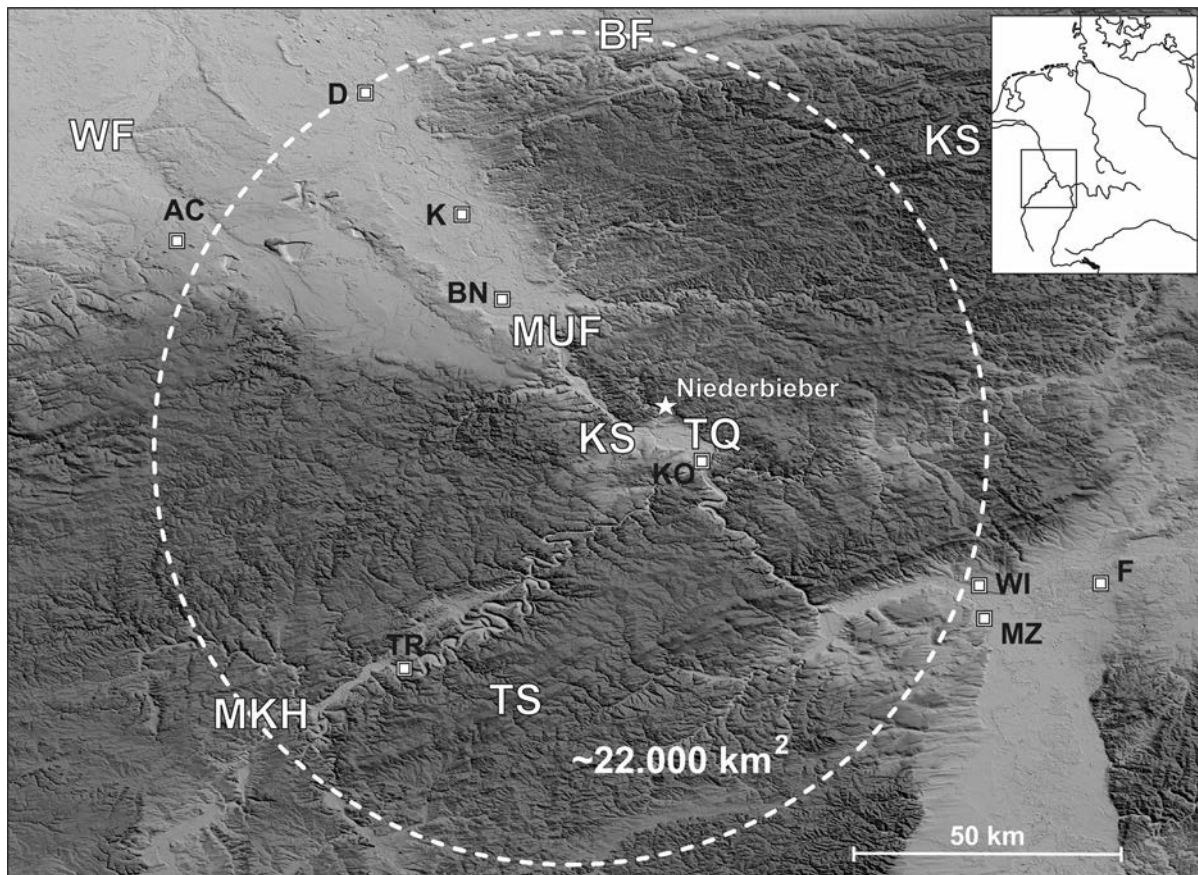 BF
D
WF
KS
AC
K
BN
MUF
Niederbieber
KS
TQ
KO
WI
F
MZ
TR
TS
MKH
~22.000 km²
50 km